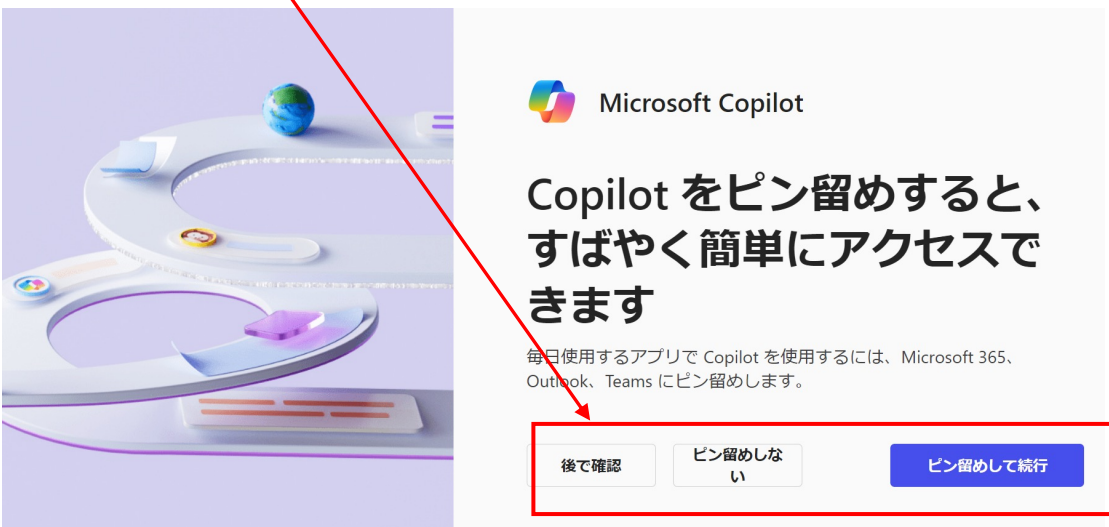 Microsoft Copilot
Copilot をピン留めすると、
すばやく簡単にアクセスで
きます
毎日使用するアプリで Copilot を使用するには、Microsoft 365、
Outlook、Teams にピン留めします。
後で確認
ピン留めしな
い
ピン留めして続行